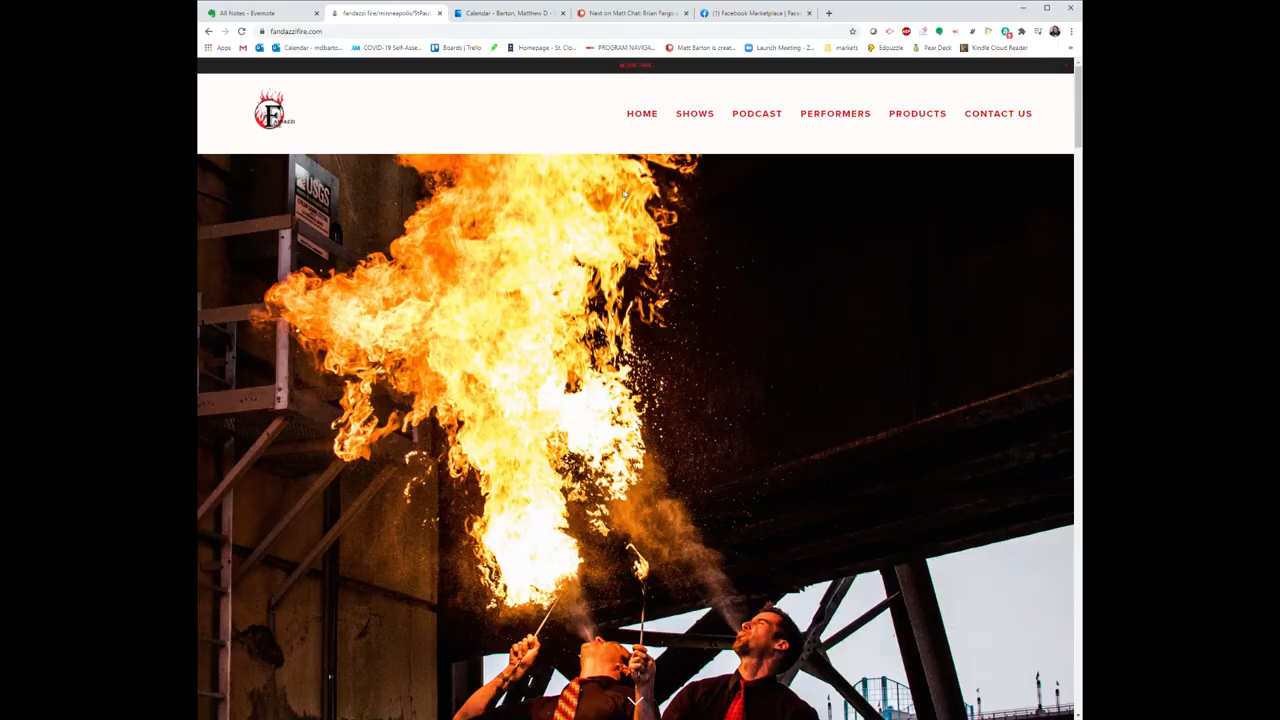 All Notes - Evernote
fandazzi fire/minneapolis/StPaul
Calendar - Barton, Matthew D -
Next on Matt Chat: Brian Fargo
(1) Facebook Marketplace | Face
fandazzifire.com
Apps
Calendar - mdbarto...
COVID-19 Self-Asse...
Boards | Trello
Homepage - St. Clo...
PROGRAM NAVIGA...
Matt Barton is creat...
Launch Meeting - Z...
markets
Edpuzzle
Pear Deck
Kindle Cloud Reader
HOME
SHOWS
PODCAST
PERFORMERS
PRODUCTS
CONTACT US
F
USGS